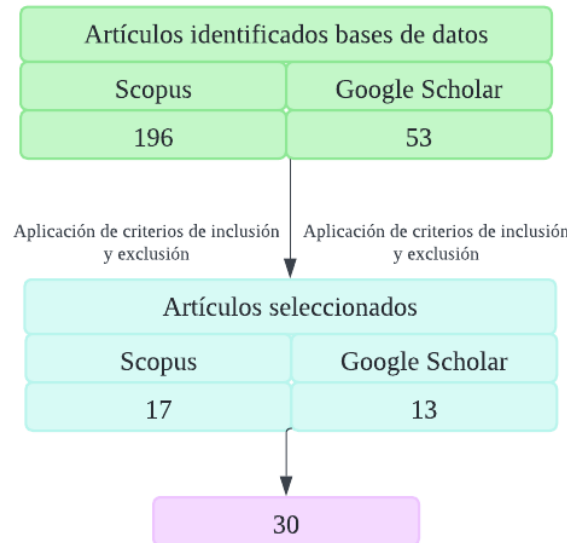 Artículos identificados bases de datos
Scopus
Google Scholar
196
53
Aplicación de criterios de inclusión
y exclusión
Aplicación de criterios de inclusión
y exclusión
Artículos seleccionados
Scopus
Google Scholar
17
13
30